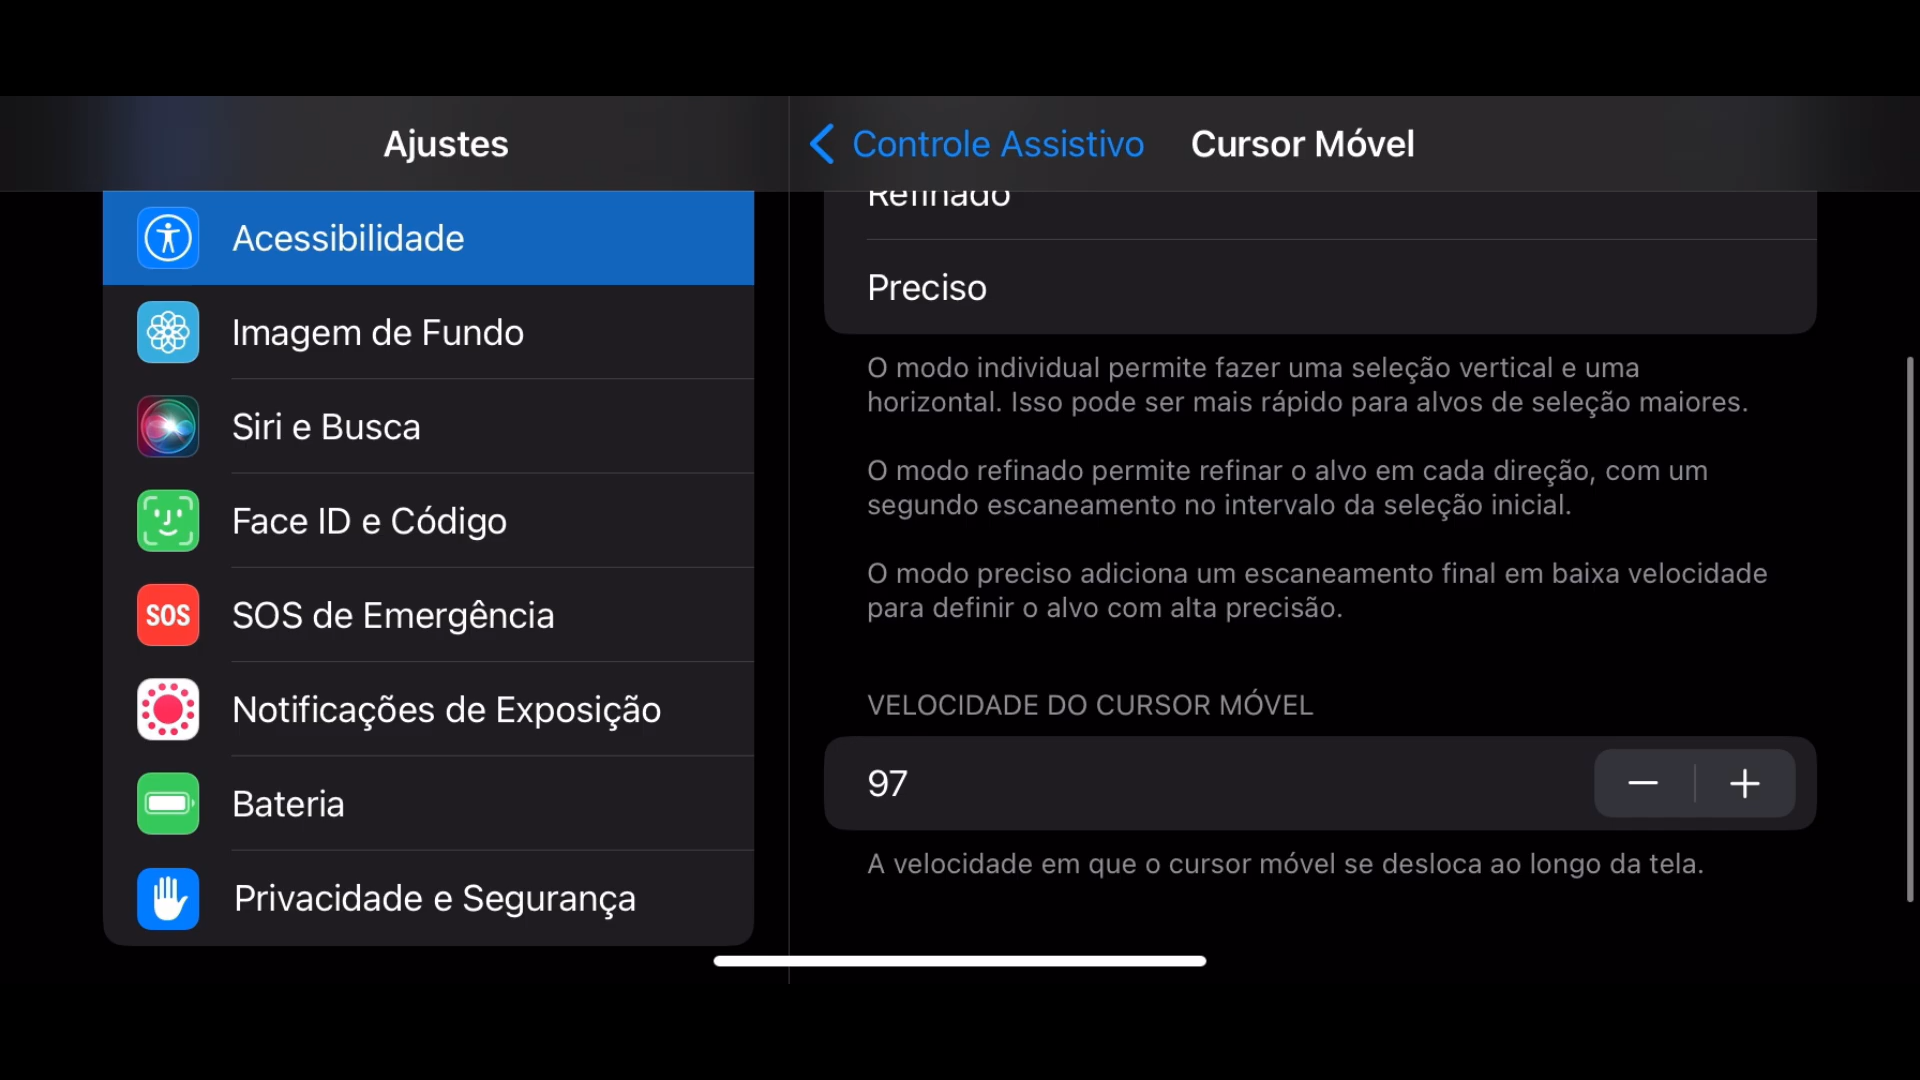 Ajustes
Acessibilidade
Imagem de Fundo
Siri e Busca
Face ID e Código
SOS
SOS de Emergência
Notificações de Exposição
Bateria
Privacidade e Segurança
Controle Assistivo
Cursor Móvel
Refinado
Preciso
O modo individual permite fazer uma seleção vertical e uma
horizontal. Isso pode ser mais rápido para alvos de seleção maiores.
O modo refinado permite refinar o alvo em cada direção, com um
segundo escaneamento no intervalo da seleção inicial.
O modo preciso adiciona um escaneamento final em baixa velocidade
para definir o alvo com alta precisão.
VELOCIDADE DO CURSOR MÓVEL
97
A velocidade em que o cursor móvel se desloca ao longo da tela.